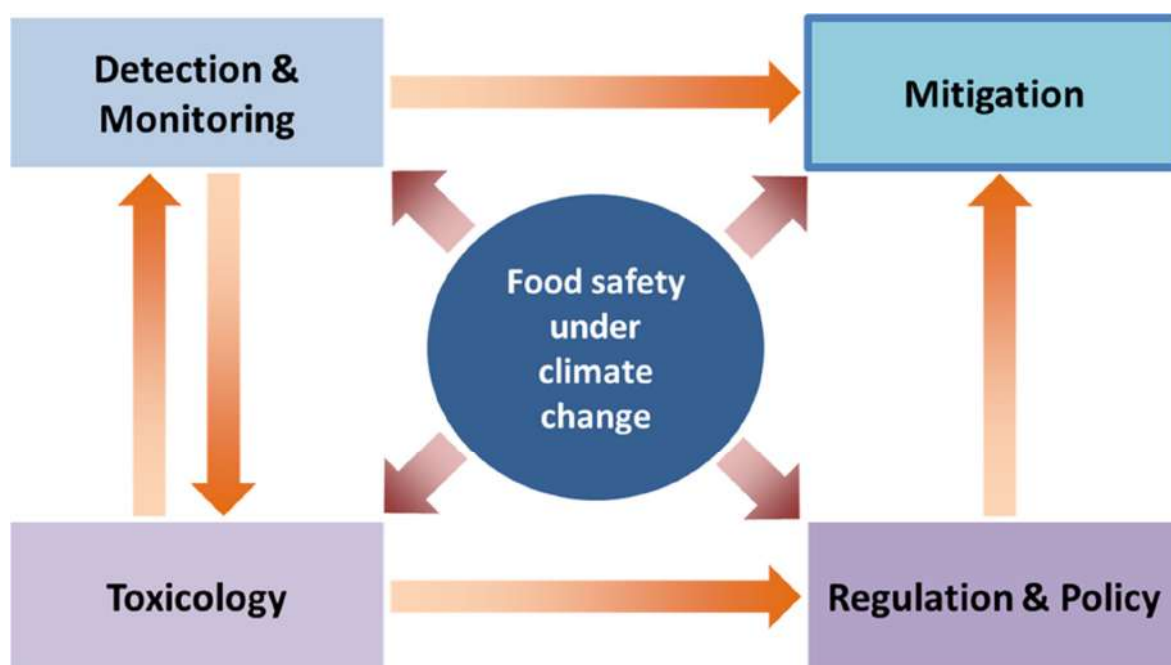 Detection &
Monitoring
Mitigation
Food safety
under
climate
change
Toxicology
Regulation & Policy